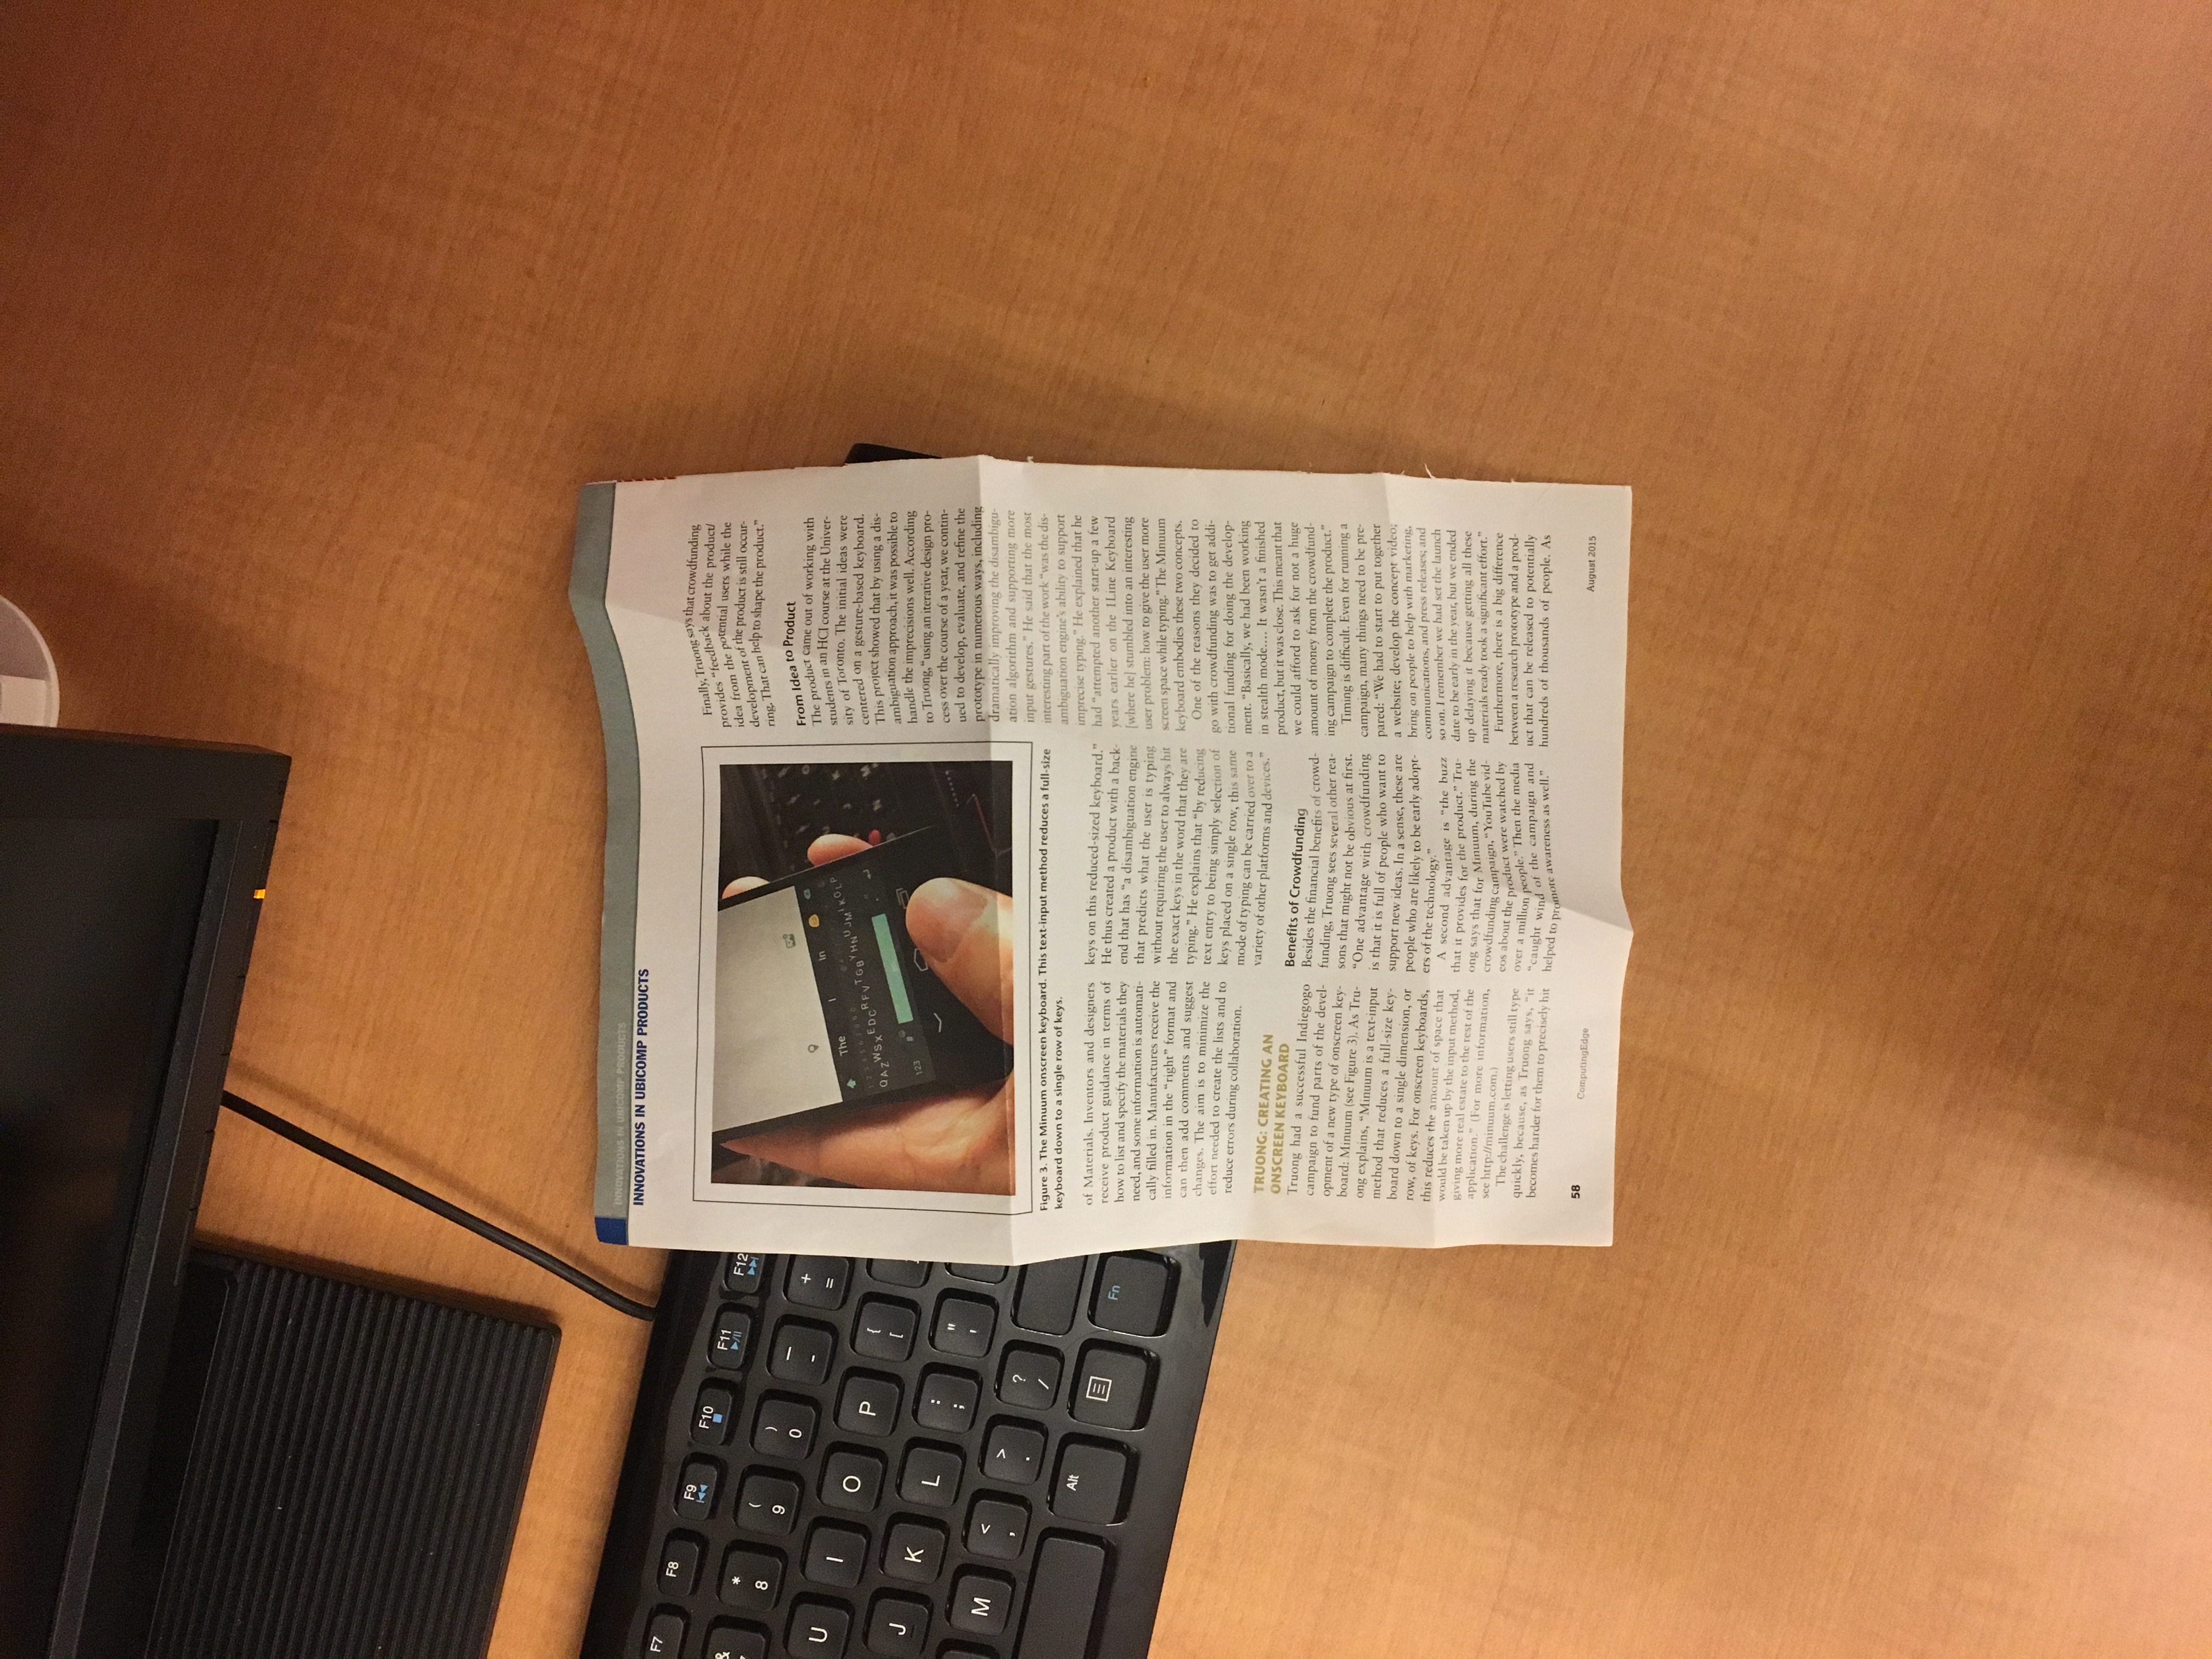 F7
F8
F9
F10
F11
F12
&
*
8
(
9
)
0
—
-
+
=
U
I
O
P
{
[
J
K
L
:
;
"
'
M
<
,
>
.
?
/
Alt
Fn
INNOVATIONS IN UBICOMP PRODUCTS
INNOVATIONS IN UBICOMP PRODUCTS
The I In
QAZWSXEDCRFVTGBYHNUJMIKOLP
123
Figure 3. The Minuum onscreen keyboard. This text-input method reduces a full-size
keyboard down to a single row of keys.
of Materials. Inventors and designers
receive product guidance in terms of
how to list and specify the materials they
need, and some information is automati-
cally filled in. Manufactures receive the
information in the “right” format and
can then add comments and suggest
changes. The aim is to minimize the
effort needed to create the lists and to
reduce errors during collaboration.
TRUONG: CREATING AN
ONSCREEN KEYBOARD
Truong had a successful Indiegogo
campaign to fund parts of the devel-
opment of a new type of onscreen key-
board: Minuum (see Figure 3). As Tru-
ong explains, “Minuum is a text-input
method that reduces a full-size key-
board down to a single dimension, or
row, of keys. For onscreen keyboards,
this reduces the amount of space that
would be taken up by the input method,
giving more real estate to the rest of the
application.” (For more information,
see http://minuum.com.)
The challenge is letting users still type
quickly, because, as Truong says, “it
becomes harder for them to precisely hit
keys on this reduced-sized keyboard.”
He thus created a product with a back-
end that has “a disambiguation engine
that predicts what the user is typing
without requiring the user to always hit
the exact keys in the word that they are
typing.” He explains that “by reducing
text entry to being simply selection of
keys placed on a single row, this same
mode of typing can be carried over to a
variety of other platforms and devices.”
Benefits of Crowdfunding
Besides the financial benefits of crowd-
funding, Truong sees several other rea-
sons that might not be obvious at first.
“One advantage with crowdfunding
is that it is full of people who want to
support new ideas. In a sense, these are
people who are likely to be early adopt-
ers of the technology.”
A second advantage is “the buzz
that it provides for the product.” Tru-
ong says that for Minuum, during the
crowdfunding campaign, “YouTube vid-
eos about the product were watched by
over a million people.” Then the media
“caught wind of the campaign and
helped to promote awareness as well.”
Finally, Truong says that crowdfunding
provides “feedback about the product/
idea from the potential users while the
development of the product is still occur-
ring. That can help to shape the product.”
From Idea to Product
The product came out of working with
students in an HCI course at the Univer-
sity of Toronto. The initial ideas were
centered on a gesture-based keyboard.
This project showed that by using a dis-
ambiguation approach, it was possible to
handle the imprecisions well. According
to Truong, “using an iterative design pro-
cess over the course of a year, we contin-
ued to develop, evaluate, and refine the
prototype in numerous ways, including
dramatically improving the disambigu-
ation algorithm and supporting more
input gestures.” He said that the most
interesting part of the work “was the dis-
ambiguation engine’s ability to support
imprecise typing.” He explained that he
had “attempted another start-up a few
years earlier on the 1Line Keyboard
[where he] stumbled into an interesting
user problem: how to give the user more
screen space while typing.” The Minuum
keyboard embodies these two concepts.
One of the reasons they decided to
go with crowdfunding was to get addi-
tional funding for doing the develop-
ment. “Basically, we had been working
in stealth mode.... It wasn’t a finished
product, but it was close. This meant that
we could afford to ask for not a huge
amount of money from the crowdfund-
ing campaign to complete the product.”
Timing is difficult. Even for running a
campaign, many things need to be pre-
pared: “We had to start to put together
a website; develop the concept video;
bring on people to help with marketing,
communications, and press releases; and
so on. I remember we had set the launch
date to be early in the year, but we ended
up delaying it because getting all these
materials ready took a significant effort.”
Furthermore, there is a big difference
between a research prototype and a prod-
uct that can be released to potentially
hundreds of thousands of people. As
58
ComputingEdge
August 2015